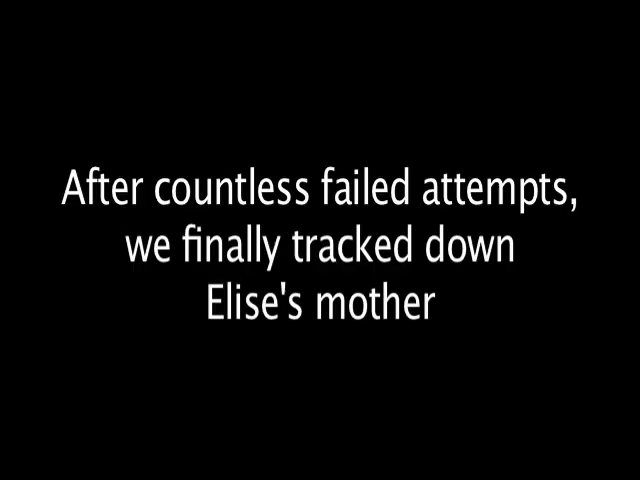 After countless failed attempts,
we finally tracked down
Elise's mother